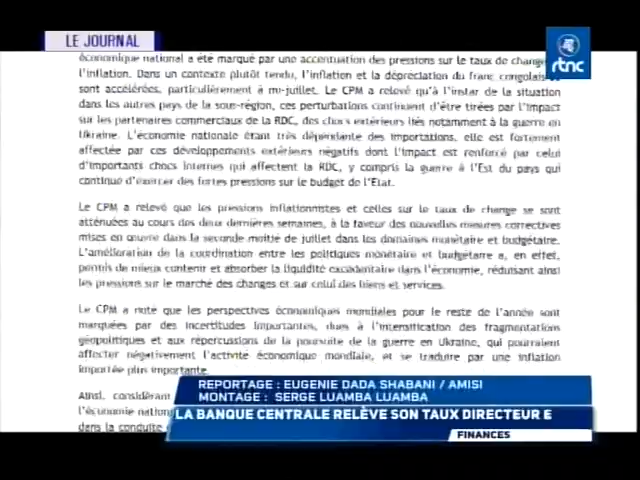 LE JOURNAL
rtnc
économique national a été marqué par une accentuation des pressions sur le taux de change
l'inflation. Dans un contexte plutôt tendu, l'inflation et la dépréciation du franc congolais
sont accélérées, particulièrement à mi-juillet. Le CPM a relevé qu'à l'instar de la situation
dans les autres pays de la sous-région, ces perturbations continuent d'être tirées par l'impact
sur les partenaires commerciaux de la RDC, des chocs extérieurs liés notamment à la guerre en
Ukraine. L'économie nationale étant très dépendante des importations, elle est fortement
affectée par ces développements extérieurs négatifs dont l'impact est renforcé par celui
d'importants chocs internes qui affectent la RDC, y compris la guerre à l'Est du pays qui
continue d'exercer des fortes pressions sur le budget de l'Etat.
Le CPM a relevé que les pressions inflationnistes et celles sur le taux de change se sont
atténuées au cours des deux dernières semaines, à la faveur des nouvelles mesures correctives
mises en œuvre dans la seconde moitié de juillet dans les domaines monétaire et budgétaire.
L'amélioration de la coordination entre les politiques monétaire et budgétaire a, en effet,
permis de mieux contenir et absorber la liquidité excédentaire dans l'économie, réduisant ainsi
les pressions sur le marché des changes et sur celui des biens et services.
Le CPM a noté que les perspectives économiques mondiales pour le reste de l'année sont
marquées par des incertitudes importantes, dues à l'intensification des fragmentations
géopolitiques et aux répercussions de la poursuite de la guerre en Ukraine, qui pourraient
affecter négativement l'activité économique mondiale, et se traduire par une inflation
importée plus importante.
Ainsi, considérant
l'économie nation
dans la conduite
REPORTAGE : EUGENIE DADA SHABANI / AMISI
MONTAGE : SERGE LUAMBA LUAMBA
LA BANQUE CENTRALE RELÈVE SON TAUX DIRECTEUR E
FINANCES